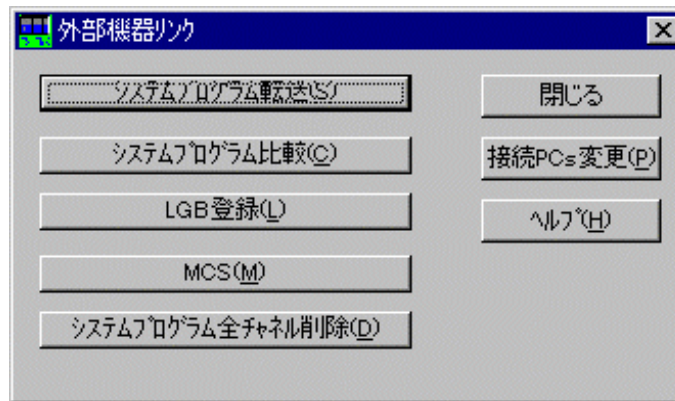 外部機器リンク
システムプログラム転送(S)
システムプログラム比較(C)
LGB登録(L)
MCS(M)
システムプログラム全チャネル削除(D)
閉じる
接続PCs変更(P)
ヘルプ(H)